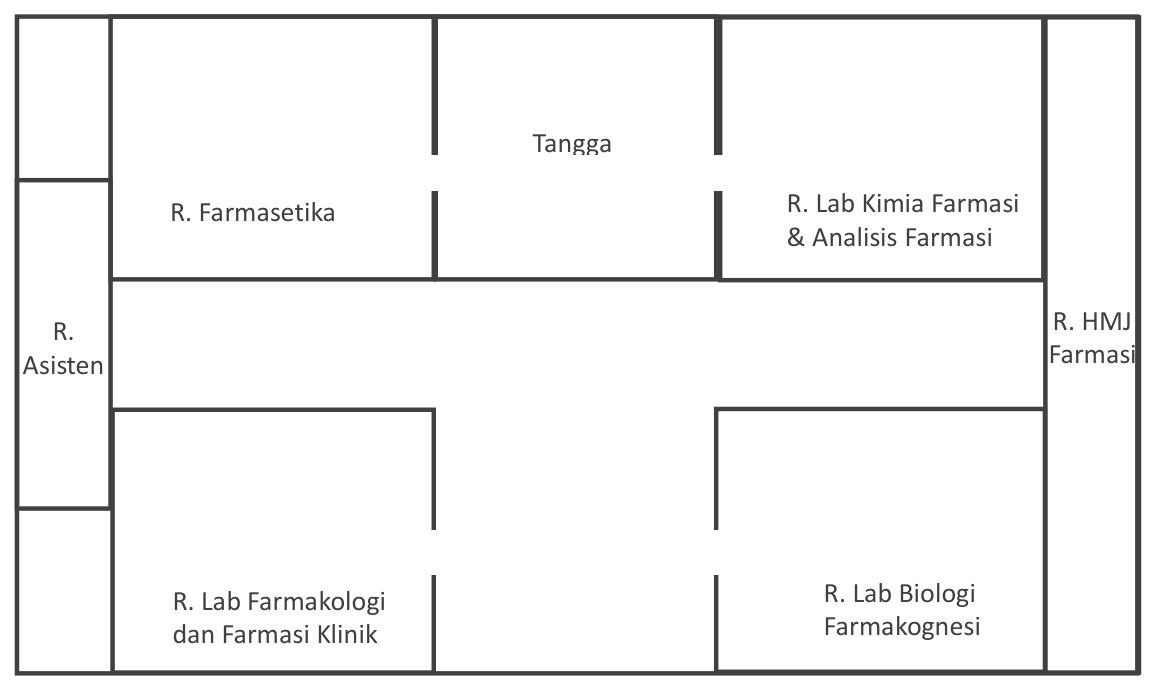 Tangga
R. Farmasetika
R. Lab Kimia Farmasi
& Analisis Farmasi
R.
Asisten
R. HMJ
Farmasi
R. Lab Farmakologi
dan Farmasi Klinik
R. Lab Biologi
Farmakognesi